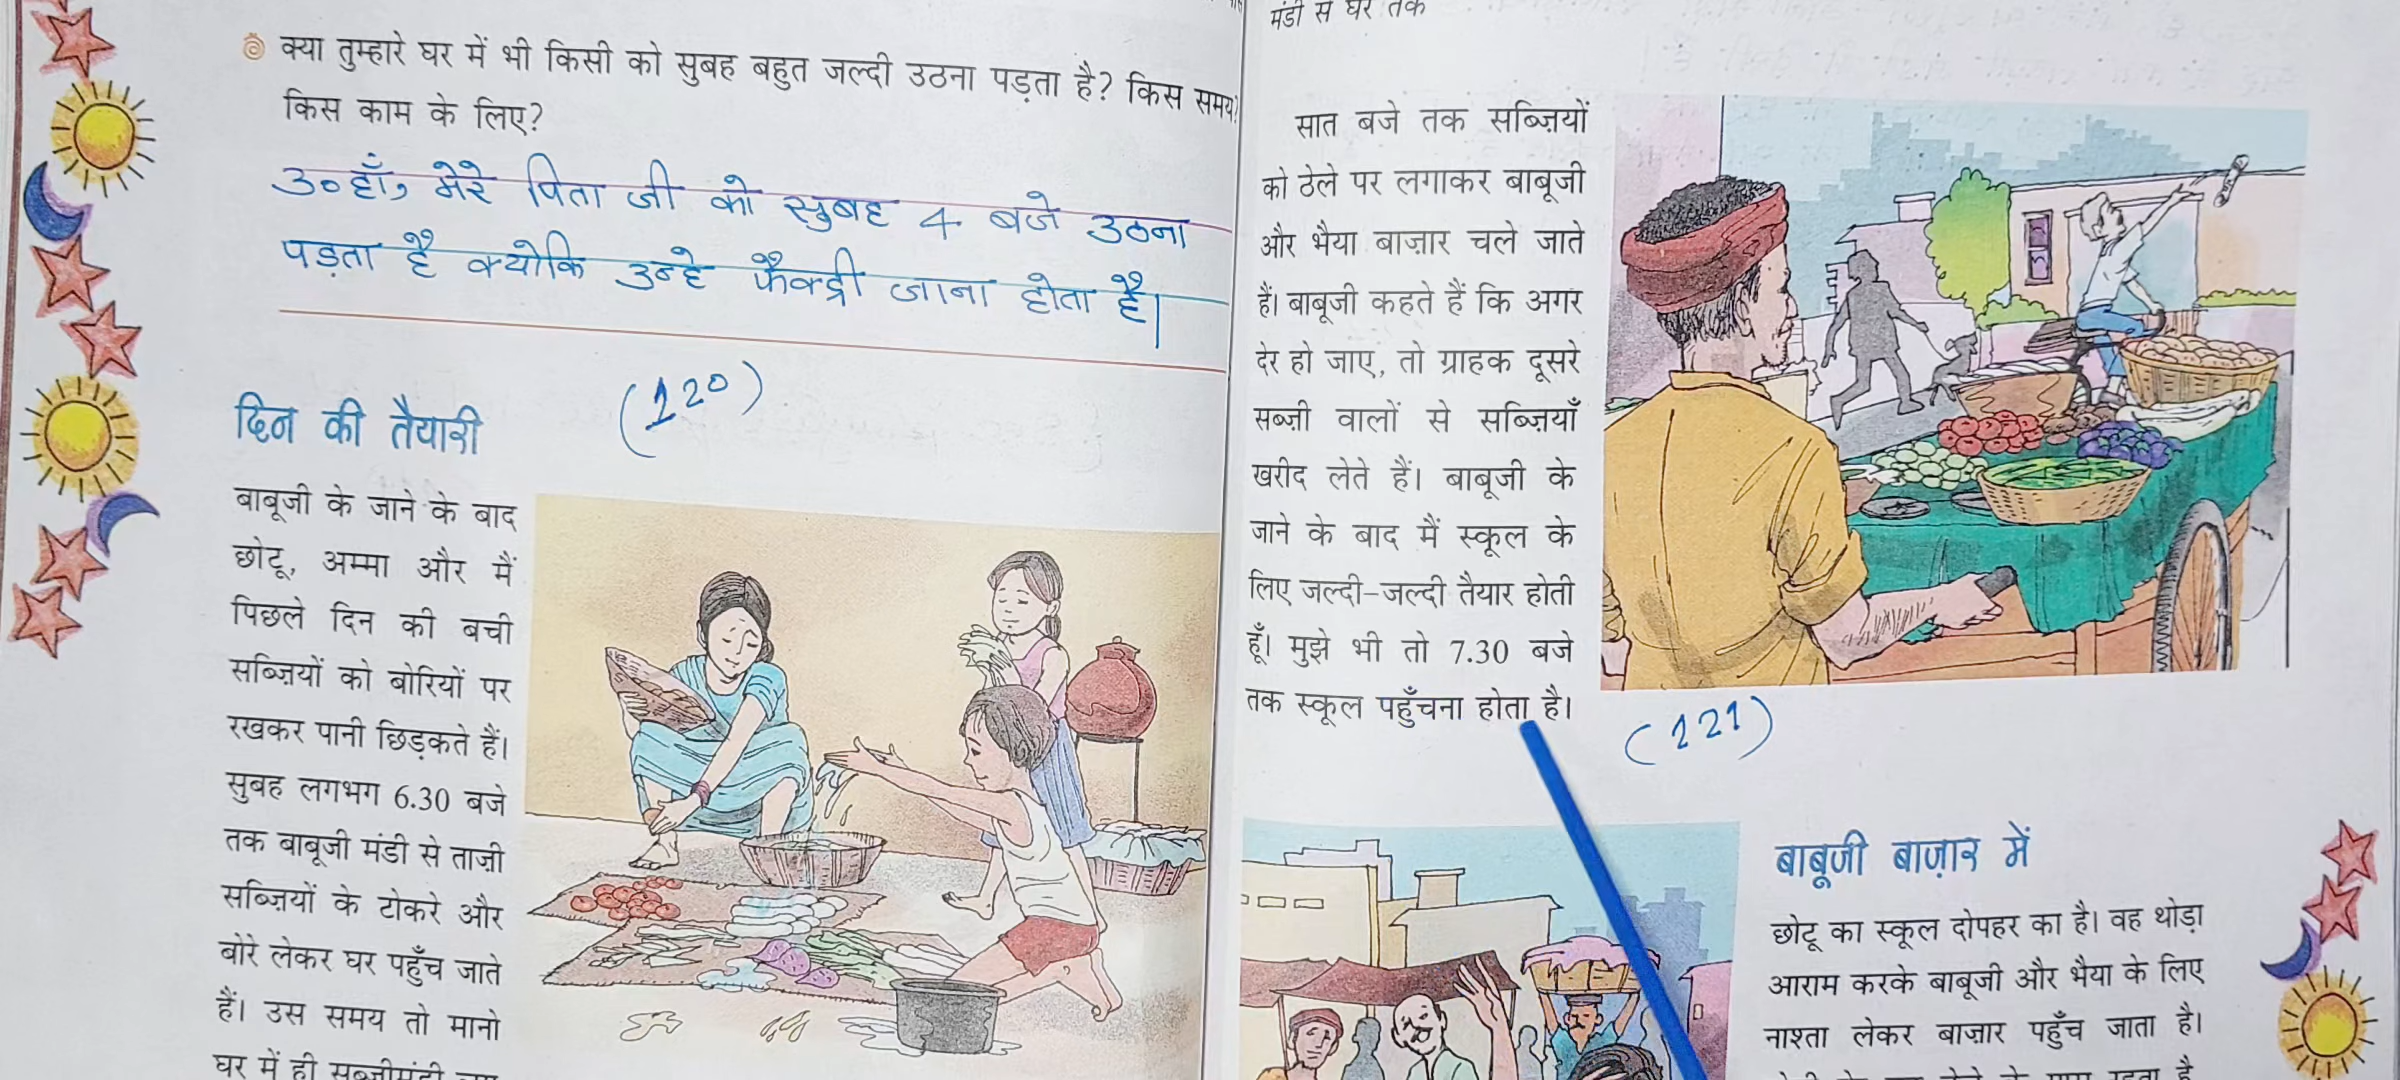 क्या तुम्हारे घर में भी किसी को सुबह बहुत जल्दी उठना पड़ता है? किस समय?
किस काम के लिए?
उ० हाँ, मेरे पिता जी को सुबह 4 बजे उठना
पड़ता है क्योकि उन्हे फैक्ट्री जाना होता है।
(120)
दिन की तैयारी
बाबूजी के जाने के बाद
छोटू, अम्मा और मैं
पिछले दिन की बची
सब्ज़ियों को बोरियों पर
रखकर पानी छिड़कते हैं।
सुबह लगभग 6.30 बजे
तक बाबूजी मंडी से ताज़ी
सब्ज़ियों के टोकरे और
बोरे लेकर घर पहुँच जाते
हैं। उस समय तो मानो
घर में ही सब्ज़ीमंडी
मंडी से घर तक
सात बजे तक सब्ज़ियों
को ठेले पर लगाकर बाबूजी
और भैया बाज़ार चले जाते
हैं। बाबूजी कहते हैं कि अगर
देर हो जाए, तो ग्राहक दूसरे
सब्ज़ी वालों से सब्ज़ियाँ
खरीद लेते हैं। बाबूजी के
जाने के बाद मैं स्कूल के
लिए जल्दी-जल्दी तैयार होती
हूँ। मुझे भी तो 7.30 बजे
तक स्कूल पहुँचना होता है।
(121)
बाबूजी बाज़ार में
छोटू का स्कूल दोपहर का है। वह थोड़ा
आराम करके बाबूजी और भैया के लिए
नाश्ता लेकर बाज़ार पहुँच जाता है।